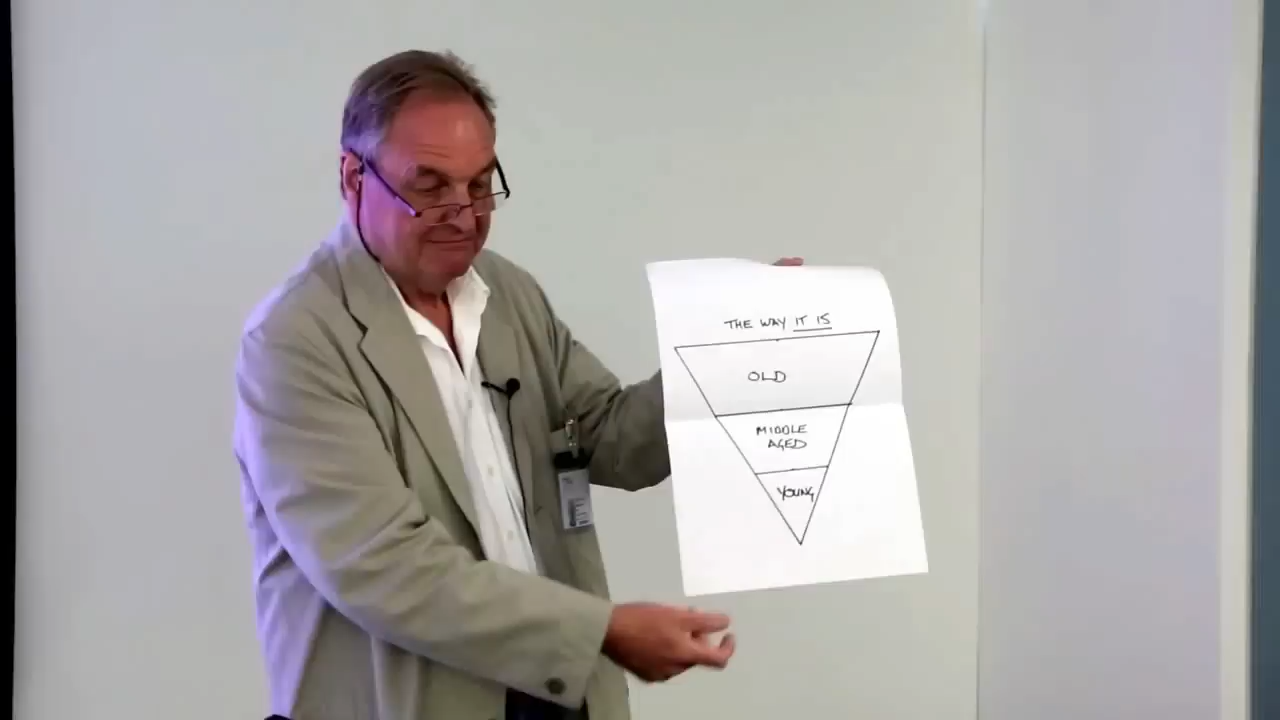 THE WAY IT IS
OLD
MIDDLE
AGED
YOUNG